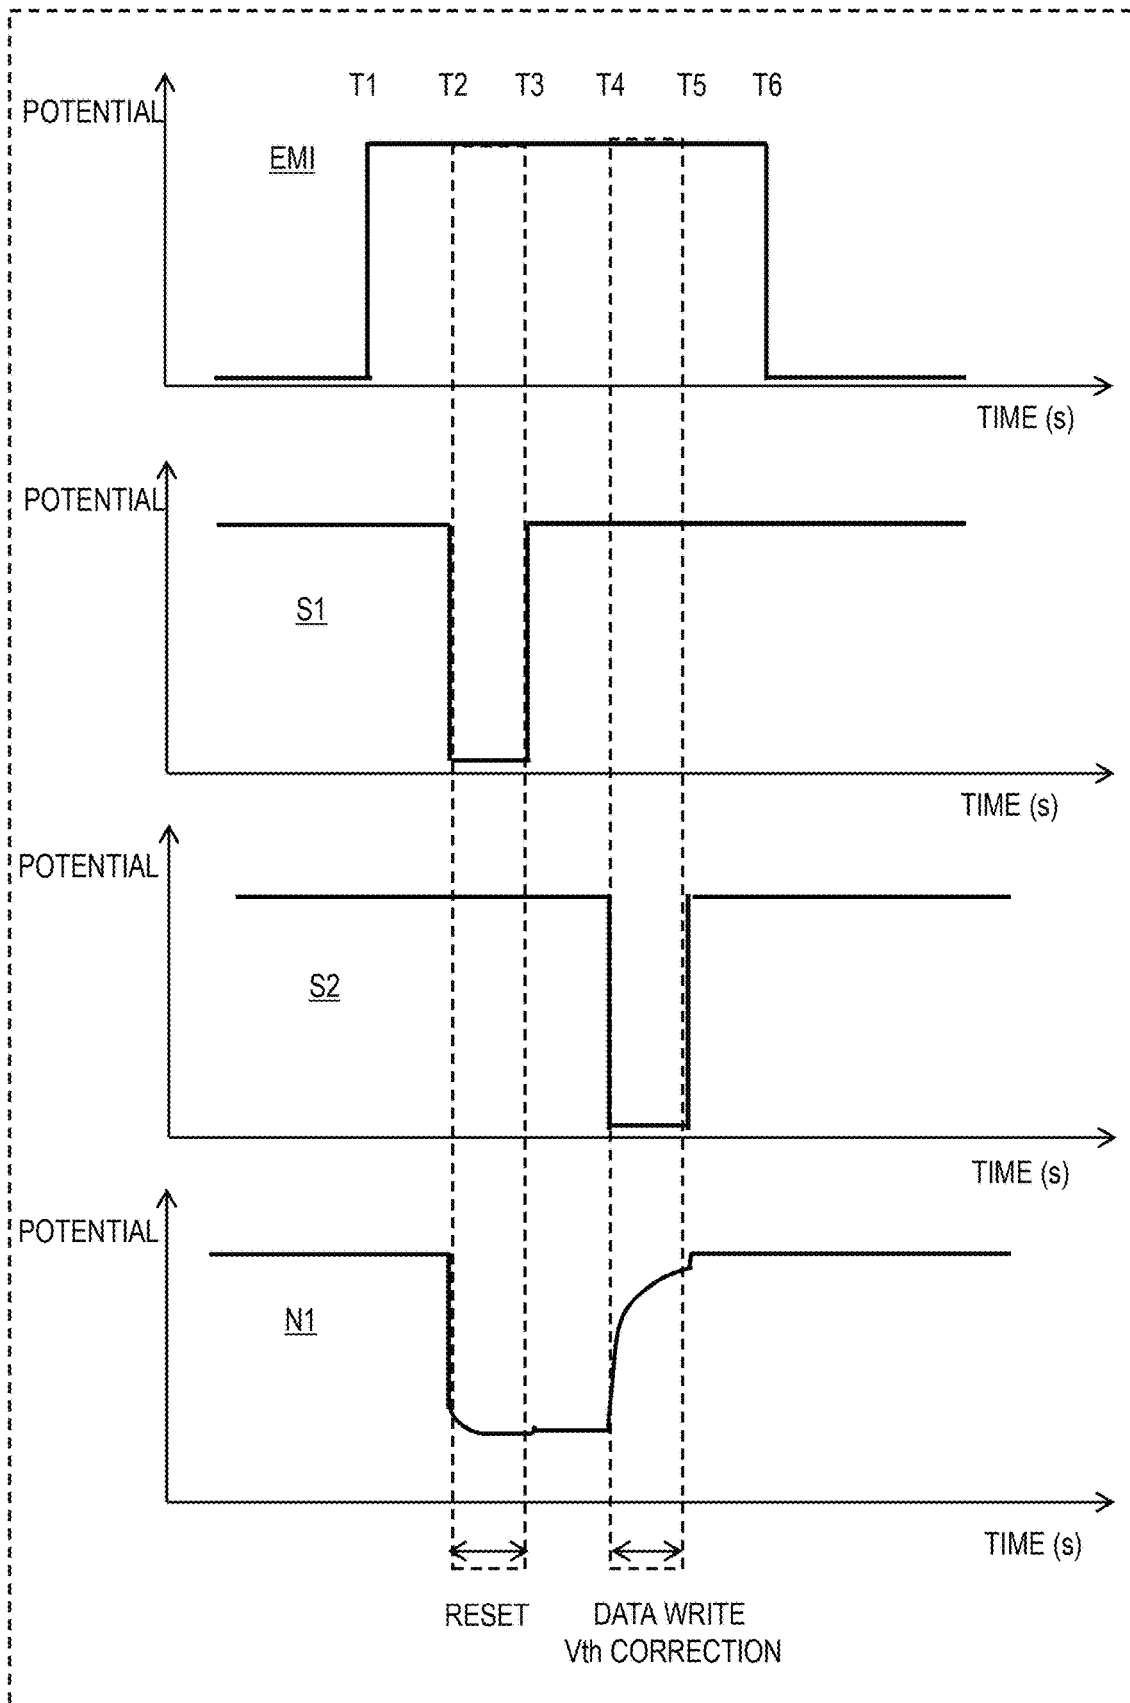 T1 T2 T3 T4 T5 T6
POTENTIAL
EMI
TIME (s)
POTENTIAL
S1
TIME (s)
POTENTIAL
S2
TIME (s)
POTENTIAL
N1
TIME (s)
RESET
DATA WRITE
Vth CORRECTION